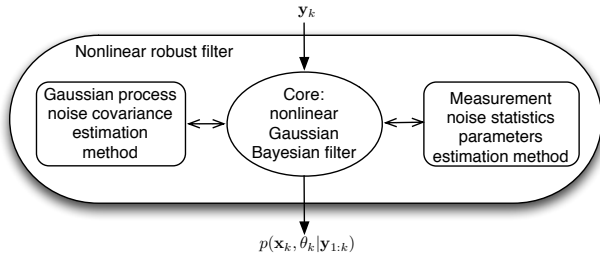 y_k
Nonlinear robust filter
Gaussian process
noise covariance
estimation
method
Core:
nonlinear
Gaussian
Bayesian filter
Measurement
noise statistics
parameters
estimation method
p(x_k, θ_k|y_{1:k})